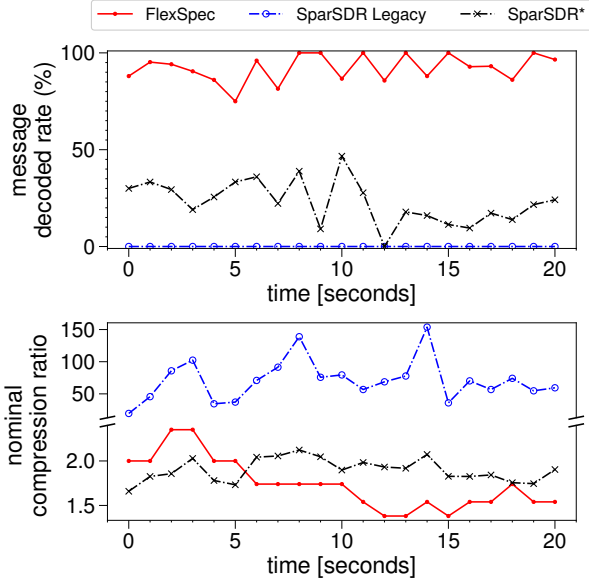 FlexSpec SparSDR Legacy SparSDR*
100
50
0
message
decoded rate (%)
0 5 10 15 20
time [seconds]
150
100
50
2.0
1.5
nominal
compression ratio
0 5 10 15 20
time [seconds]